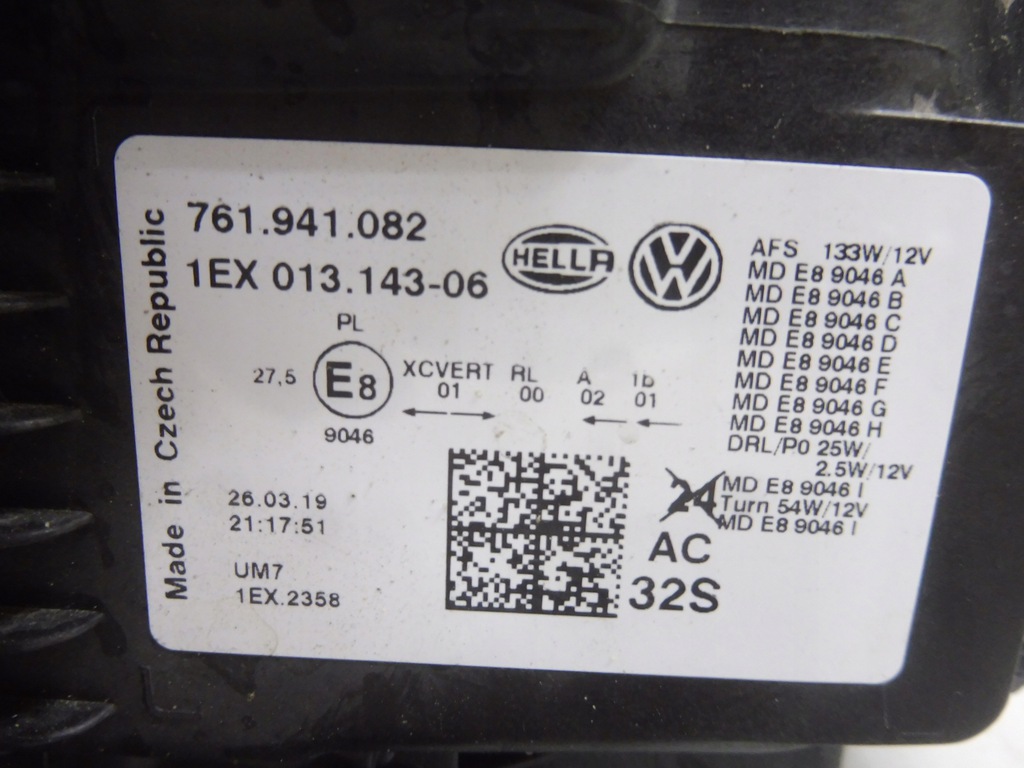 Made in Czech Republic
761.941.082
1EX 013.143-06
HELLA
VW
PL
27,5
E8
9046
XCVERT RL A 1b
01 00 02 01
26.03.19
21:17:51
UM7
1EX.2358
24
AC
32S
AFS 133W/12V
MD E8 9046 A
MD E8 9046 B
MD E8 9046 C
MD E8 9046 D
MD E8 9046 E
MD E8 9046 F
MD E8 9046 G
MD E8 9046 H
DRL/P0 25W/
2.5W/12V
MD E8 9046 I
Turn 54W/12V
MD E8 9046 I